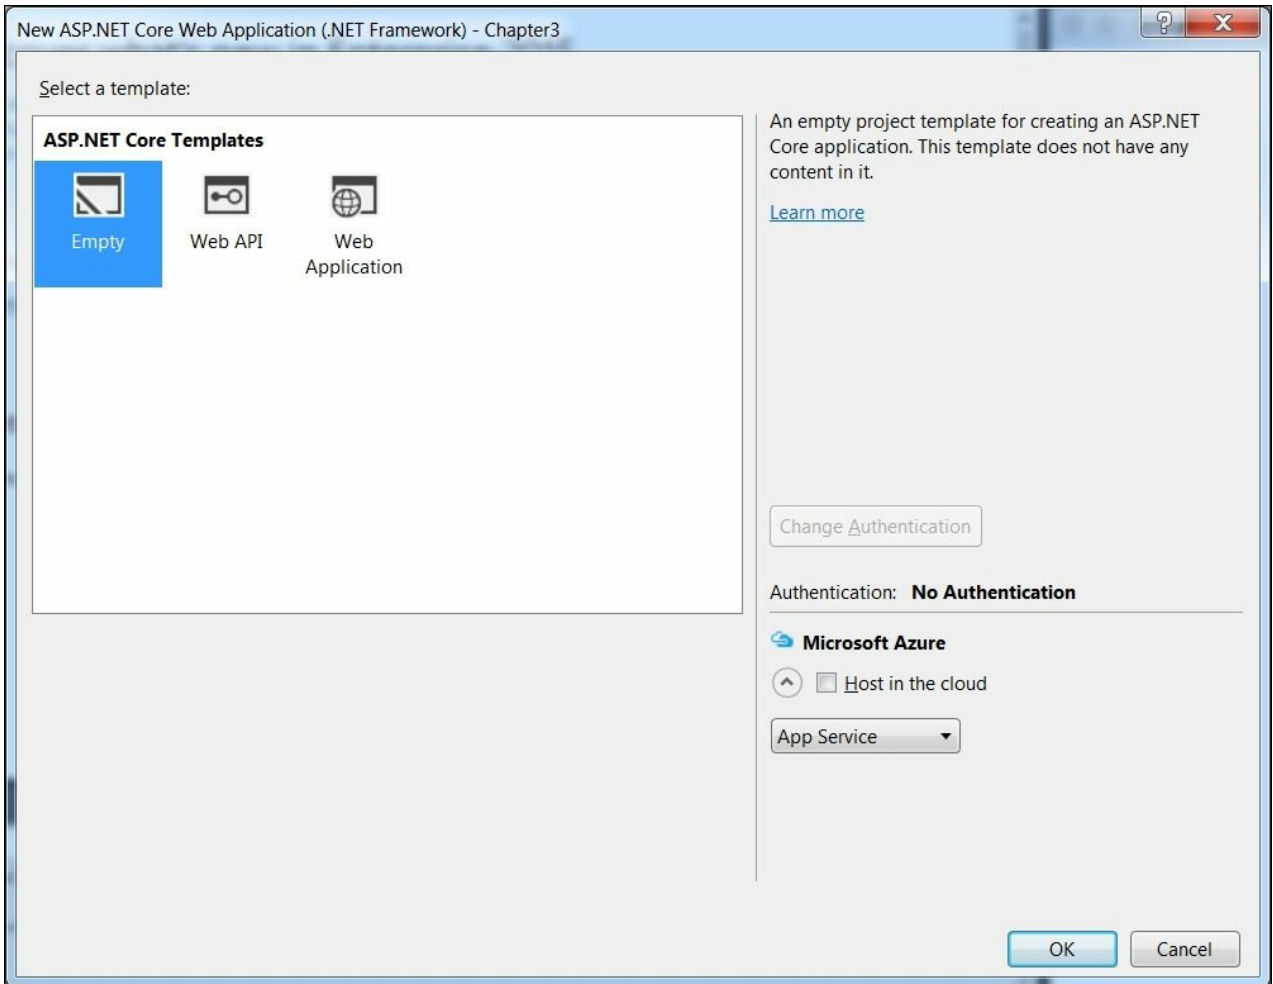 New ASP.NET Core Web Application (.NET Framework) - Chapter3
Select a template:
ASP.NET Core Templates
Empty
Web API
Web
Application
An empty project template for creating an ASP.NET
Core application. This template does not have any
content in it.
Learn more
Change Authentication
Authentication: No Authentication
Microsoft Azure
Host in the cloud
App Service
OK
Cancel